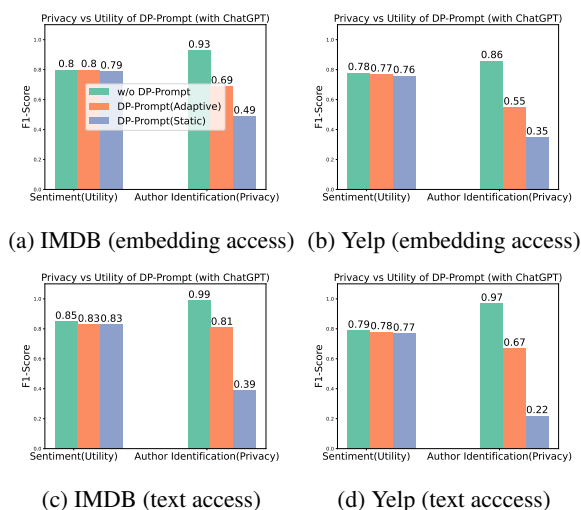 Privacy vs Utility of DP-Prompt (with ChatGPT)
F1-Score
1.0
0.8
0.6
0.4
0.2
0.0
0.8 0.8 0.79
0.93
0.69
0.49
w/o DP-Prompt
DP-Prompt(Adaptive)
DP-Prompt(Static)
Sentiment(Utility) Author Identification(Privacy)
(a) IMDB (embedding access)
Privacy vs Utility of DP-Prompt (with ChatGPT)
F1-Score
1.0
0.8
0.6
0.4
0.2
0.0
0.78 0.77 0.76
0.86
0.55
0.35
Sentiment(Utility) Author Identification(Privacy)
(b) Yelp (embedding access)
Privacy vs Utility of DP-Prompt (with ChatGPT)
F1-Score
1.0
0.8
0.6
0.4
0.2
0.0
0.85 0.83 0.83
0.99
0.81
0.39
Sentiment(Utility) Author Identification(Privacy)
(c) IMDB (text access)
Privacy vs Utility of DP-Prompt (with ChatGPT)
F1-Score
1.0
0.8
0.6
0.4
0.2
0.0
0.79 0.78 0.77
0.97
0.67
0.22
Sentiment(Utility) Author Identification(Privacy)
(d) Yelp (text acccess)